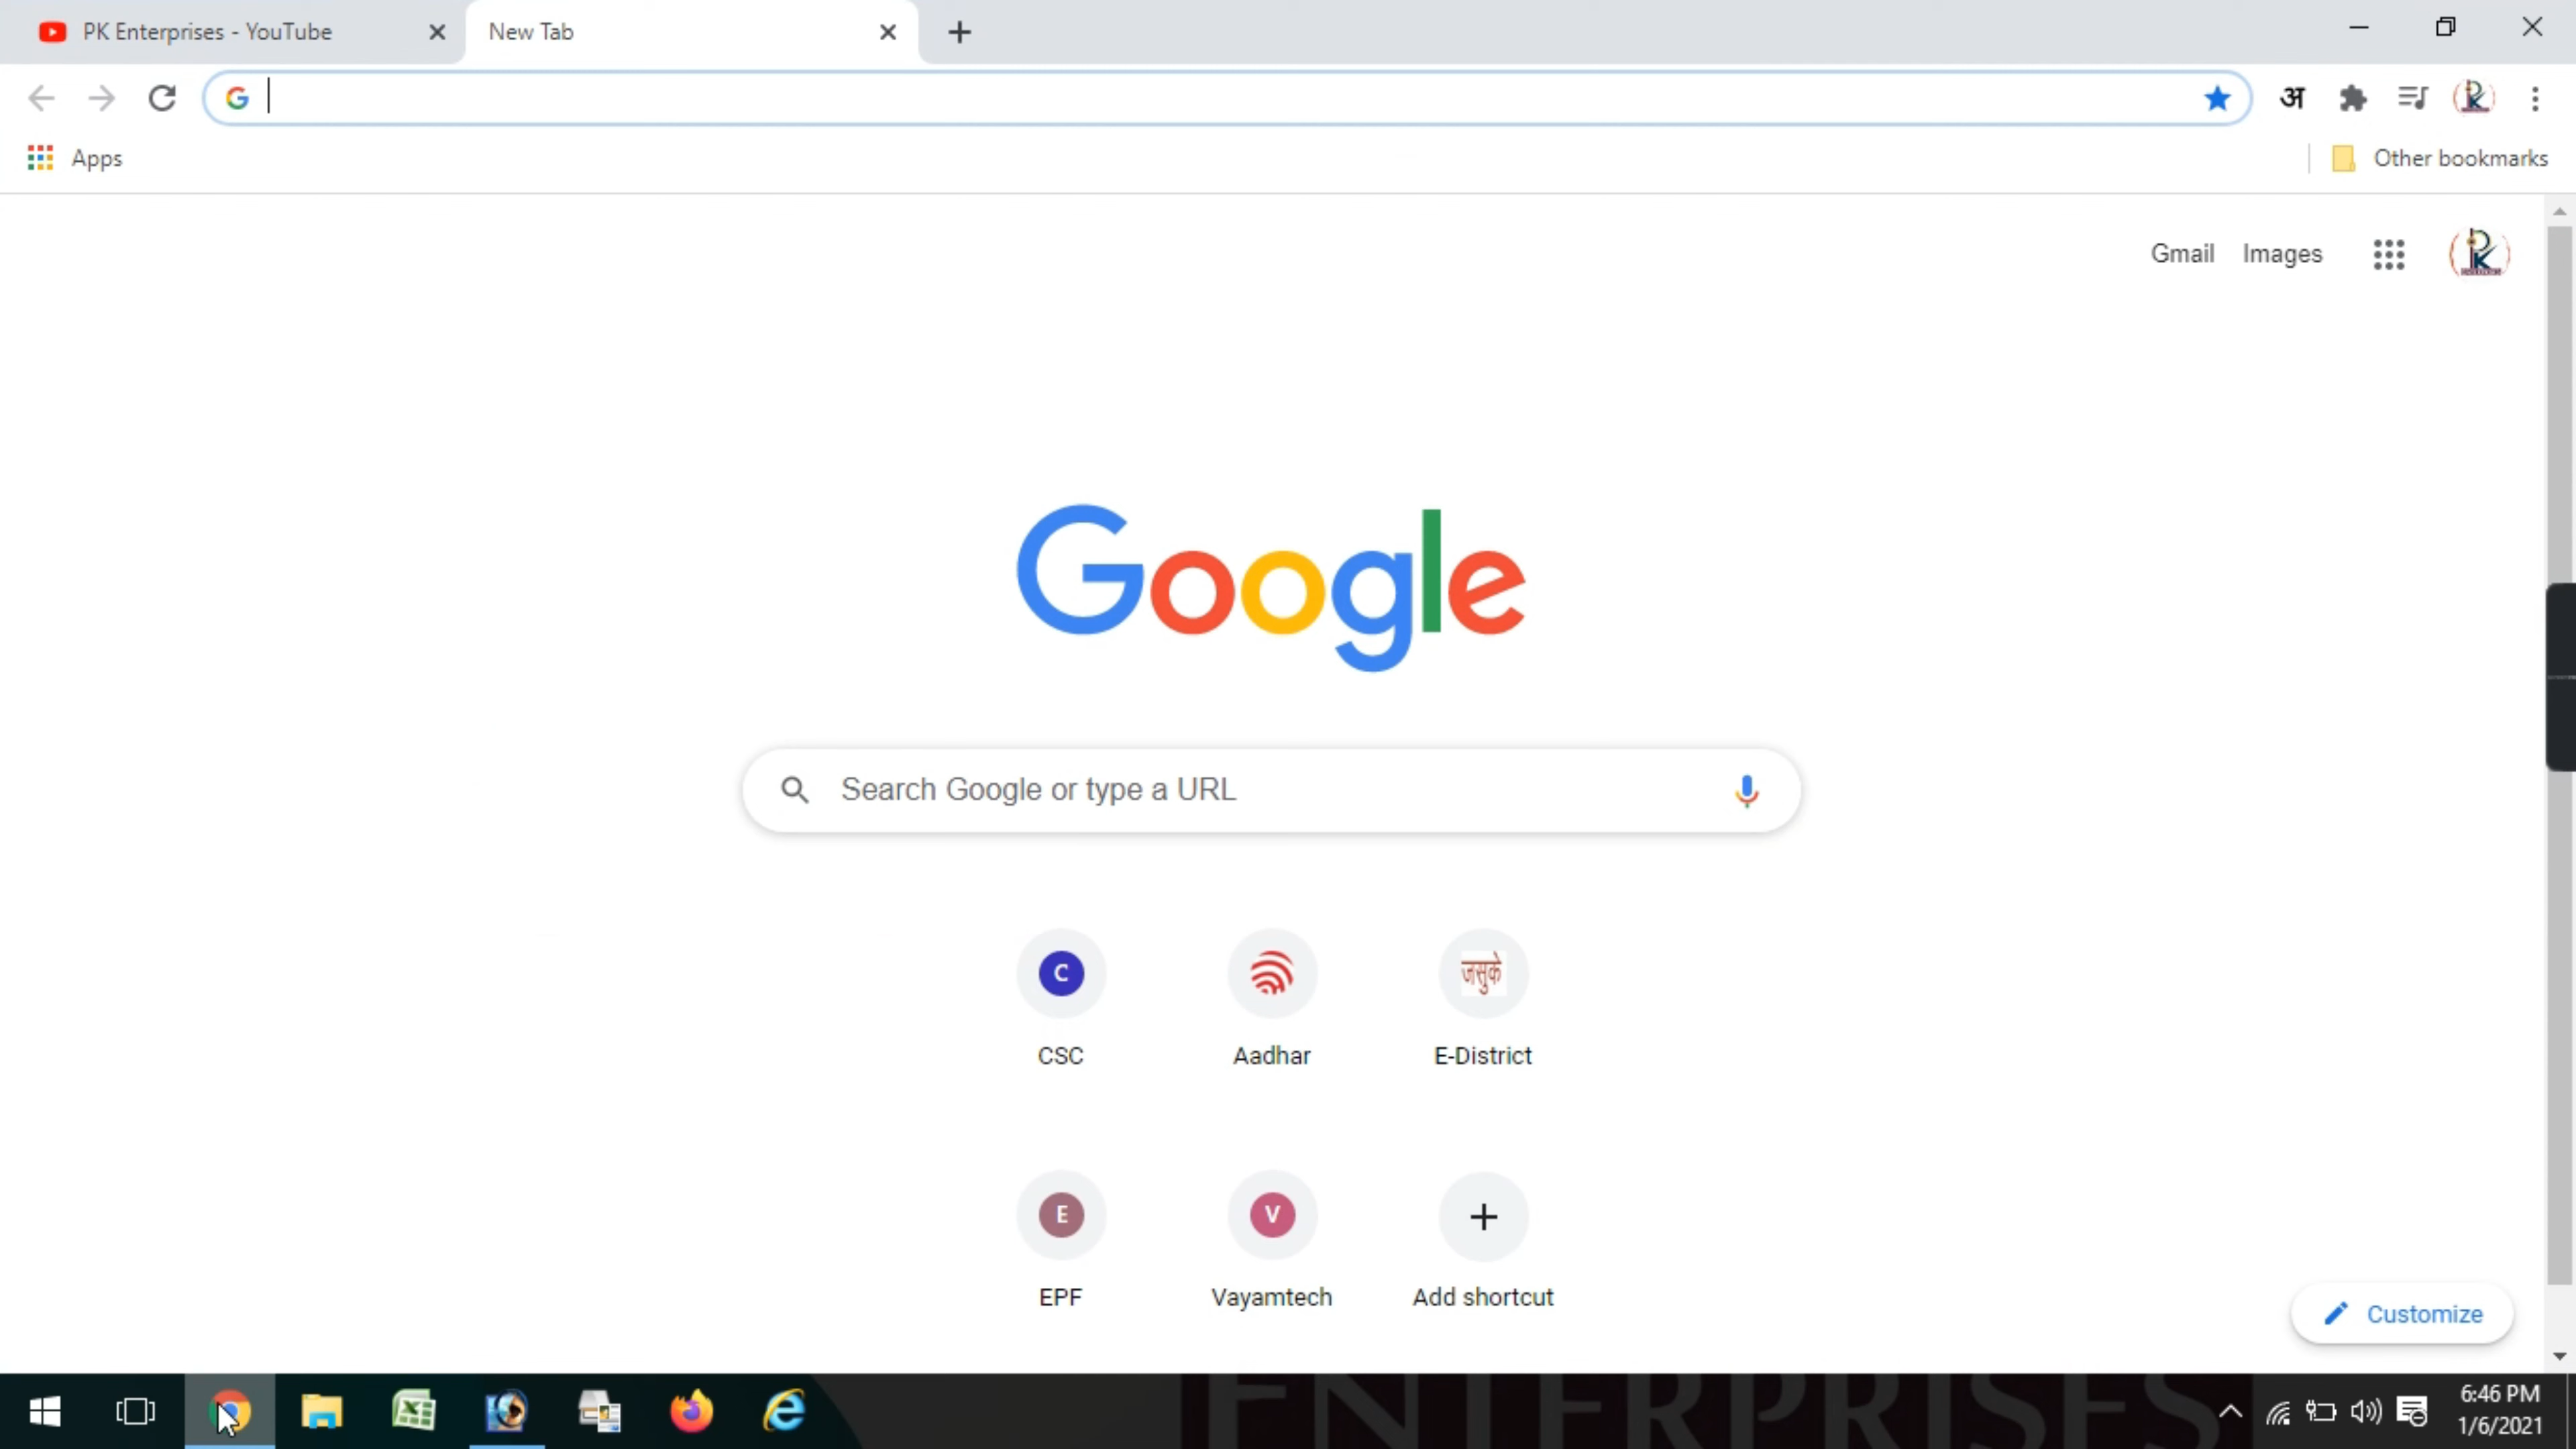 PK Enterprises - YouTube
New Tab
अ
Apps
Other bookmarks
Gmail
Images
Google
Search Google or type a URL
C
जसुके
CSC
Aadhar
E-District
E
V
EPF
Vayamtech
Add shortcut
Customize
ENTERPRISES
6:46 PM
1/6/2021